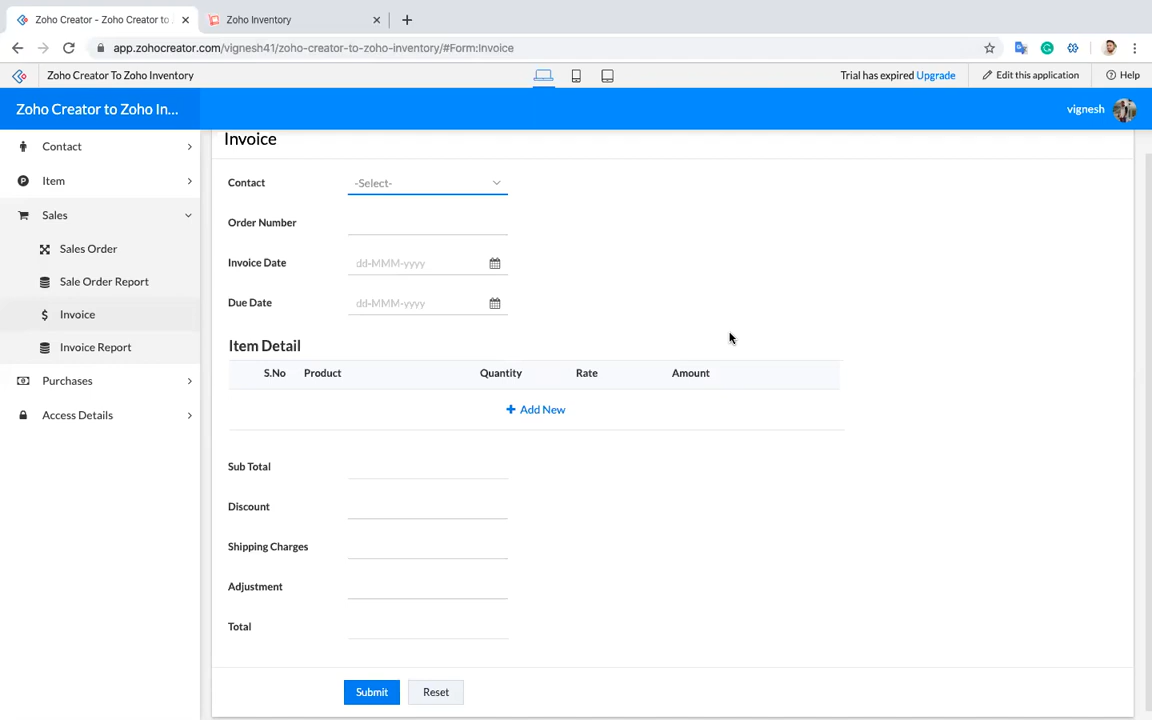 Zoho Creator - Zoho Creator to
Zoho Inventory
app.zohocreator.com/vignesh41/zoho-creator-to-zoho-inventory/#Form:Invoice
Zoho Creator To Zoho Inventory
Trial has expired Upgrade
Edit this application
Help
Zoho Creator to Zoho In...
vignesh
Contact
Item
Sales
Sales Order
Sale Order Report
Invoice
Invoice Report
Purchases
Access Details
Invoice
Contact -Select-
Order Number
Invoice Date dd-MMM-yyyy
Due Date dd-MMM-yyyy
Item Detail
S.No Product Quantity Rate Amount
+ Add New
Sub Total
Discount
Shipping Charges
Adjustment
Total
Submit Reset